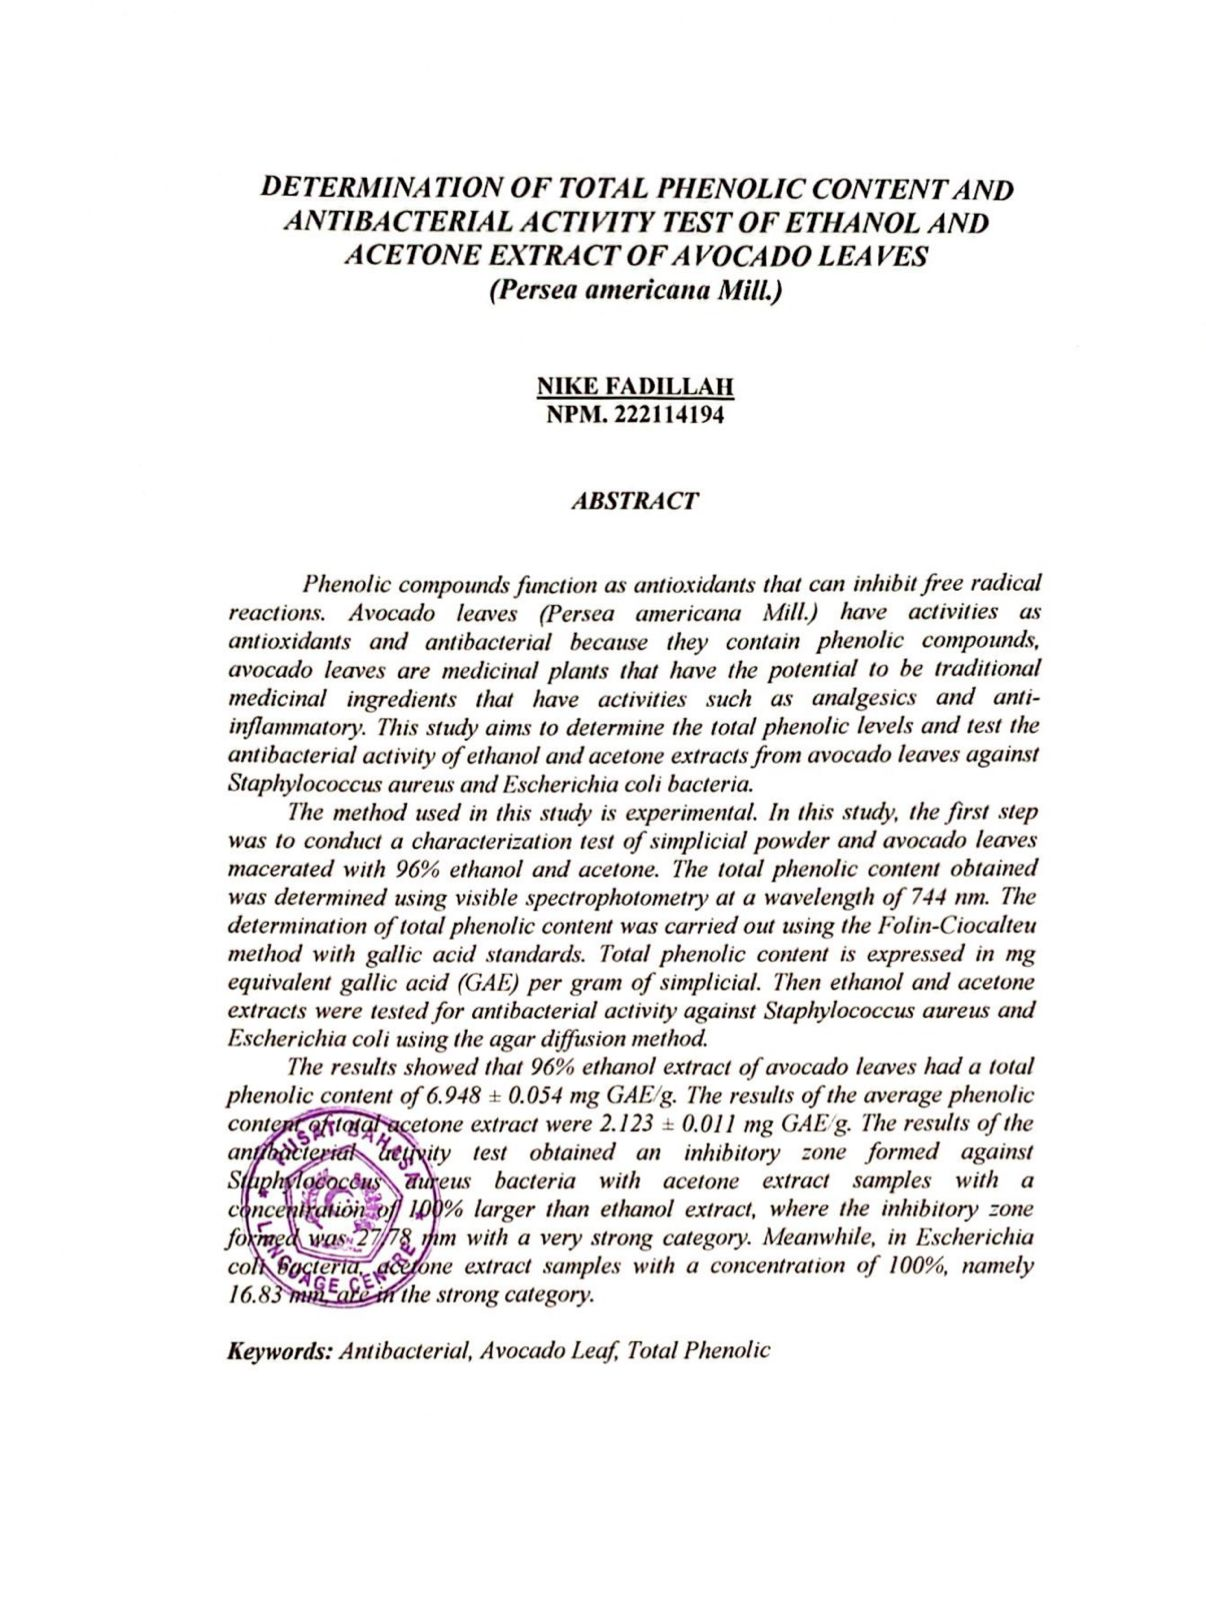 DETERMINATION OF TOTAL PHENOLIC CONTENT AND
ANTIBACTERIAL ACTIVITY TEST OF ETHANOL AND
ACETONE EXTRACT OF AVOCADO LEAVES
(Persea americana Mill.)
NIKE FADILLAH
NPM. 222114194
ABSTRACT
Phenolic compounds function as antioxidants that can inhibit free radical
reactions. Avocado leaves (Persea americana Mill.) have activities as
antioxidants and antibacterial because they contain phenolic compounds,
avocado leaves are medicinal plants that have the potential to be traditional
medicinal ingredients that have activities such as analgesics and anti-
inflammatory. This study aims to determine the total phenolic levels and test the
antibacterial activity of ethanol and acetone extracts from avocado leaves against
Staphylococcus aureus and Escherichia coli bacteria.
The method used in this study is experimental. In this study, the first step
was to conduct a characterization test of simplicial powder and avocado leaves
macerated with 96% ethanol and acetone. The total phenolic content obtained
was determined using visible spectrophotometry at a wavelength of 744 nm. The
determination of total phenolic content was carried out using the Folin-Ciocalteu
method with gallic acid standards. Total phenolic content is expressed in mg
equivalent gallic acid (GAE) per gram of simplicial. Then ethanol and acetone
extracts were tested for antibacterial activity against Staphylococcus aureus and
Escherichia coli using the agar diffusion method.
The results showed that 96% ethanol extract of avocado leaves had a total
phenolic content of 6.948 ± 0.054 mg GAE/g. The results of the average phenolic
content of total acetone extract were 2.123 ± 0.011 mg GAE/g. The results of the
antibacterial activity test obtained an inhibitory zone formed against
Staphylococcus aureus bacteria with acetone extract samples with a
concentration of 100% larger than ethanol extract, where the inhibitory zone
formed was 27,78 mm with a very strong category. Meanwhile, in Escherichia
coli bacteria, acetone extract samples with a concentration of 100%, namely
16.83 mm, are in the strong category.
PUSAT BAHASA
LANGUAGE CENTRE
Keywords: Antibacterial, Avocado Leaf, Total Phenolic